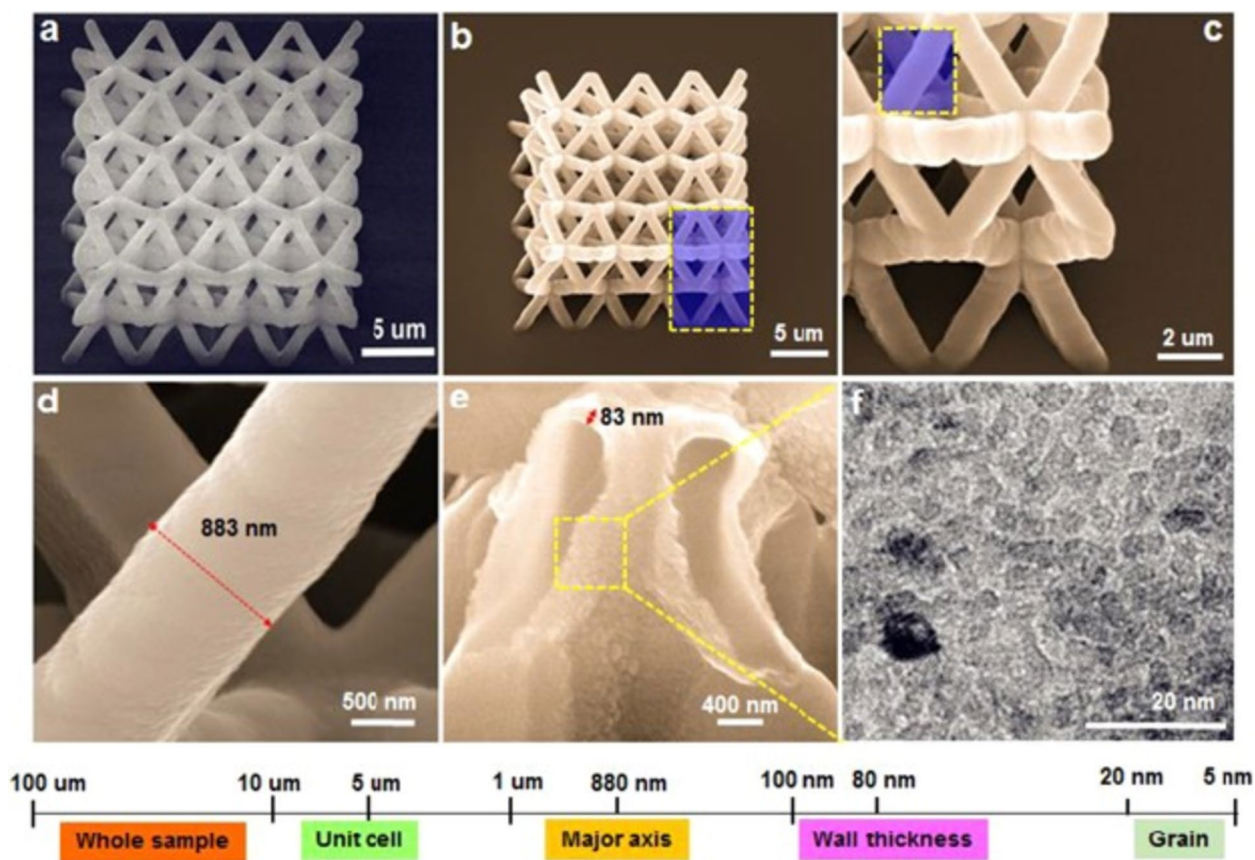 a
5 um
b
5 um
c
2 um
d
883 nm
500 nm
e
83 nm
400 nm
f
20 nm
100 um 10 um 5 um 1 um 880 nm 100 nm 80 nm 20 nm 5 nm
Whole sample Unit cell Major axis Wall thickness Grain